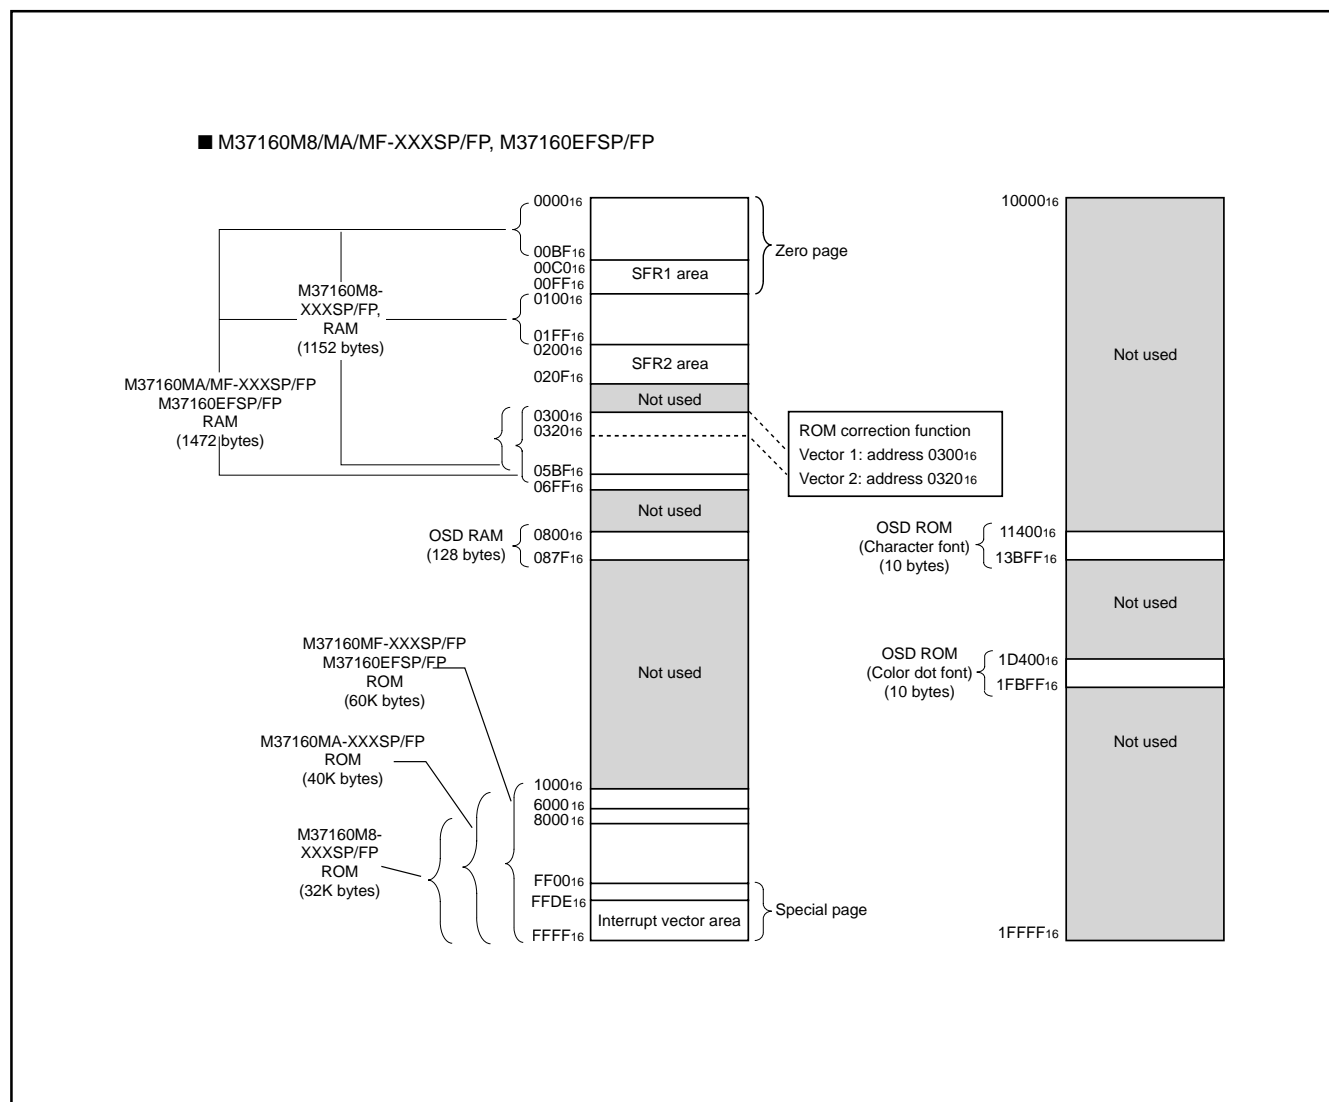 ■ M37160M8/MA/MF-XXXSP/FP, M37160EFSP/FP
0000₁₆
00BF₁₆
00C0₁₆
00FF₁₆
0100₁₆
01FF₁₆
0200₁₆
020F₁₆
0300₁₆
0320₁₆
05BF₁₆
06FF₁₆
0800₁₆
087F₁₆
1000₁₆
6000₁₆
8000₁₆
FF00₁₆
FFDE₁₆
FFFF₁₆
SFR1 area
SFR2 area
Not used
Not used
Not used
Interrupt vector area
Zero page
Special page
M37160M8-
XXXSP/FP,
RAM
(1152 bytes)
M37160MA/MF-XXXSP/FP
M37160EFSP/FP
RAM
(1472 bytes)
OSD RAM
(128 bytes)
M37160MF-XXXSP/FP
M37160EFSP/FP
ROM
(60K bytes)
M37160MA-XXXSP/FP
ROM
(40K bytes)
M37160M8-
XXXSP/FP
ROM
(32K bytes)
ROM correction function
Vector 1: address 0300₁₆
Vector 2: address 0320₁₆
10000₁₆
11400₁₆
13BFF₁₆
1D400₁₆
1FBFF₁₆
1FFFF₁₆
Not used
Not used
Not used
OSD ROM
(Character font)
(10 bytes)
OSD ROM
(Color dot font)
(10 bytes)